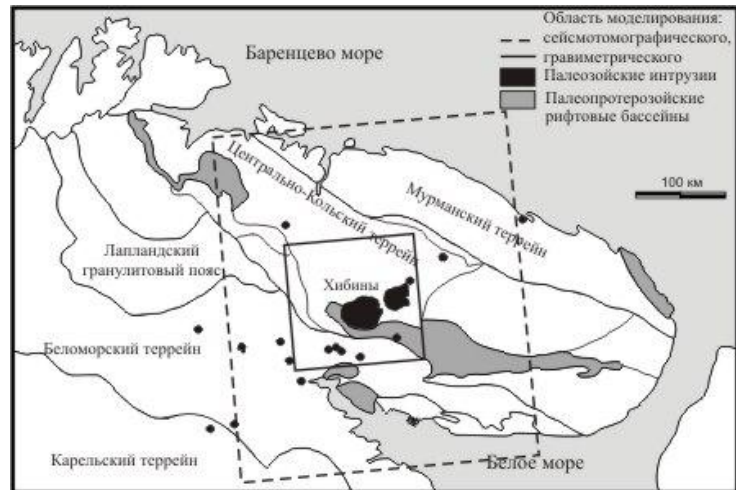 Область моделирования:
сейсмотомографического,
гравиметрического
Палеозойские интрузии
Палеопротерозойские
рифтовые бассейны
Баренцево море
100 км
Центрально-Кольский террейн
Мурманский террейн
Лапландский
гранулитовый пояс
Хибины
Беломорский террейн
Карельский террейн
Белое море